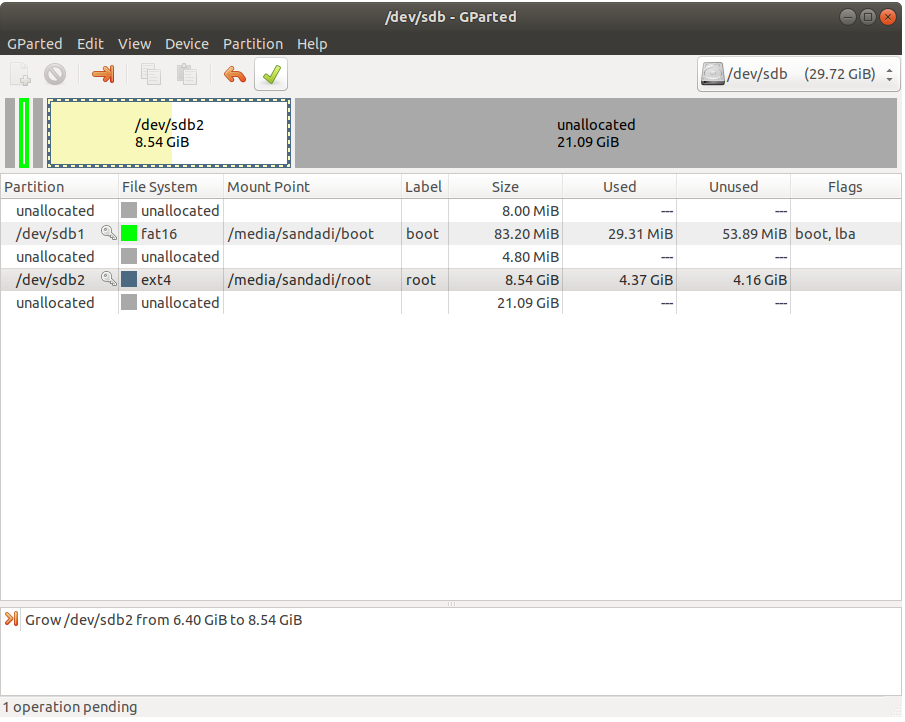 /dev/sdb - GParted
GParted Edit View Device Partition Help
/dev/sdb (29.72 GiB)
/dev/sdb2
8.54 GiB
unallocated
21.09 GiB
Partition File System Mount Point Label Size Used Unused Flags
unallocated unallocated 8.00 MiB --- ---
/dev/sdb1 fat16 /media/sandadi/boot boot 83.20 MiB 29.31 MiB 53.89 MiB boot, lba
unallocated unallocated 4.80 MiB --- ---
/dev/sdb2 ext4 /media/sandadi/root root 8.54 GiB 4.37 GiB 4.16 GiB
unallocated unallocated 21.09 GiB --- ---
Grow /dev/sdb2 from 6.40 GiB to 8.54 GiB
1 operation pending